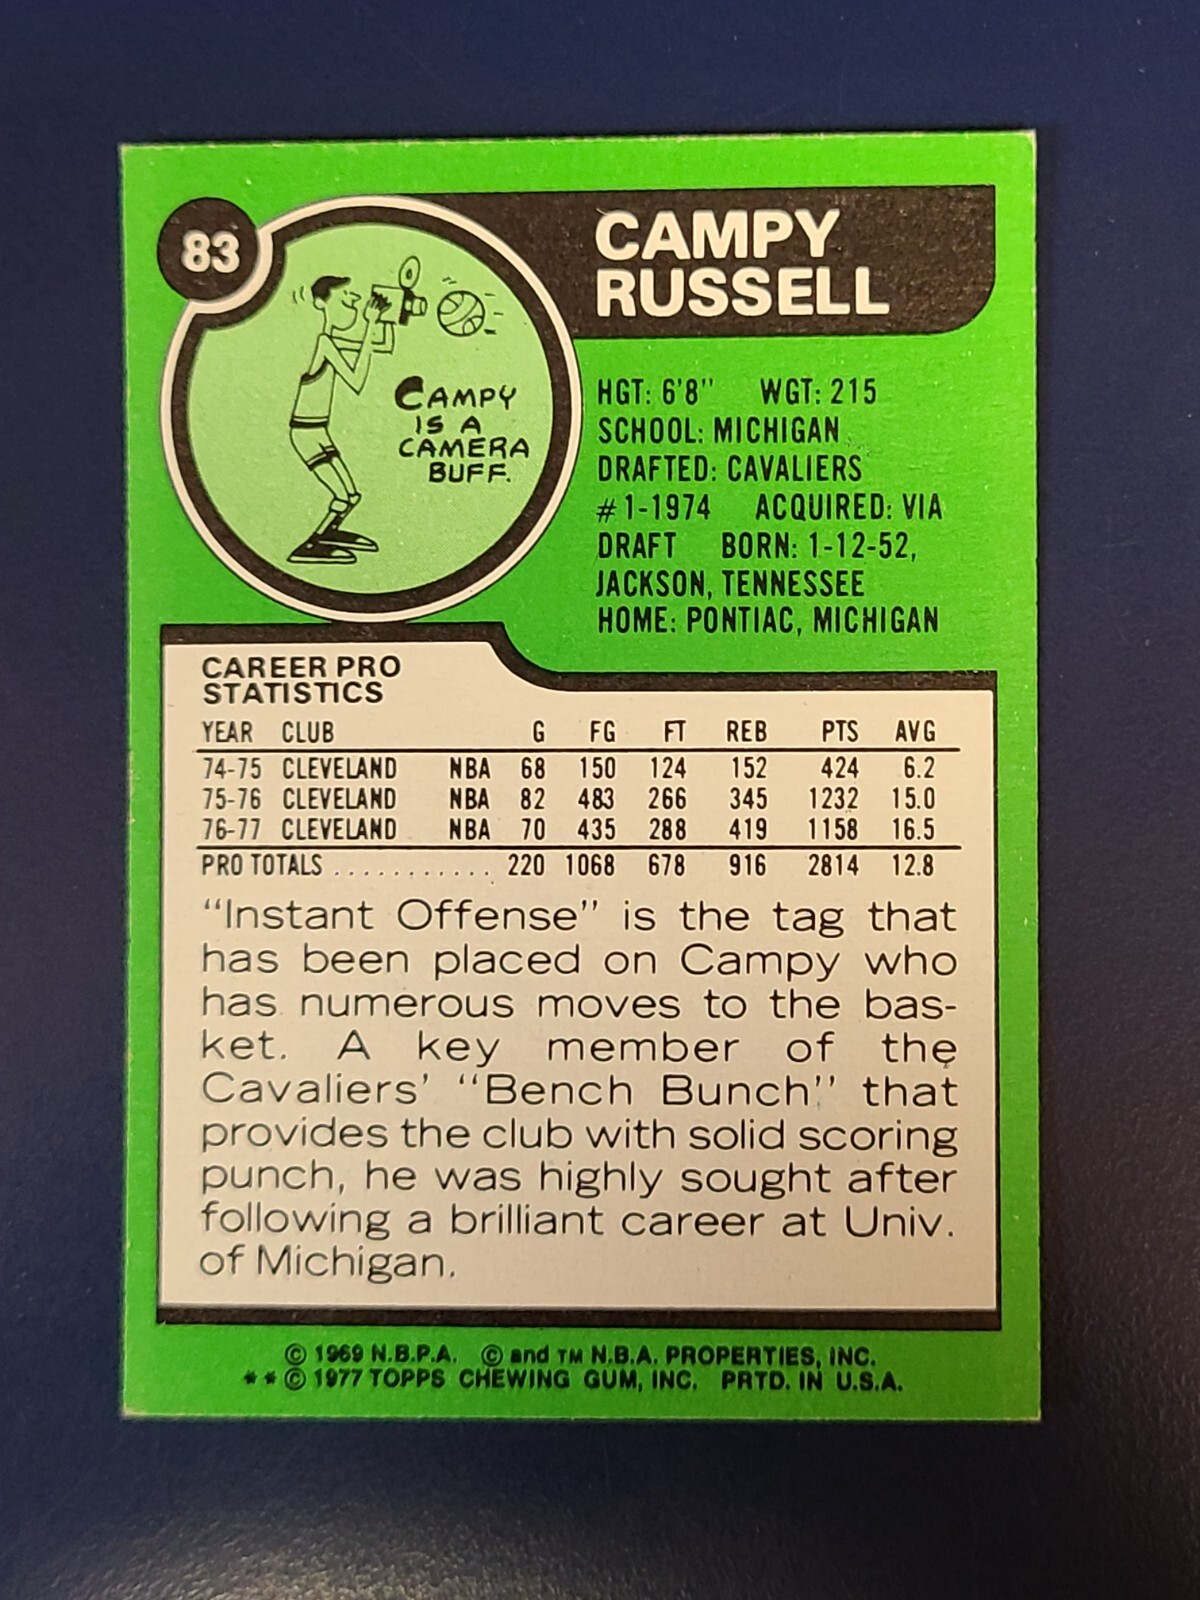 83
CAMPY
RUSSELL
CAMPY
IS A
CAMERA
BUFF.
HGT: 6'8" WGT: 215
SCHOOL: MICHIGAN
DRAFTED: CAVALIERS
#1-1974 ACQUIRED: VIA
DRAFT BORN: 1-12-52,
JACKSON, TENNESSEE
HOME: PONTIAC, MICHIGAN
CAREER PRO
STATISTICS
YEAR CLUB G FG FT REB PTS AVG
74-75 CLEVELAND NBA 68 150 124 152 424 6.2
75-76 CLEVELAND NBA 82 483 266 345 1232 15.0
76-77 CLEVELAND NBA 70 435 288 419 1158 16.5
PRO TOTALS ........... 220 1068 678 916 2814 12.8
"Instant Offense" is the tag that
has been placed on Campy who
has numerous moves to the bas-
ket. A key member of the
Cavaliers' "Bench Bunch" that
provides the club with solid scoring
punch, he was highly sought after
following a brilliant career at Univ.
of Michigan.
© 1969 N.B.P.A. © and TM N.B.A. PROPERTIES, INC.
**© 1977 TOPPS CHEWING GUM, INC. PRTD. IN U.S.A.